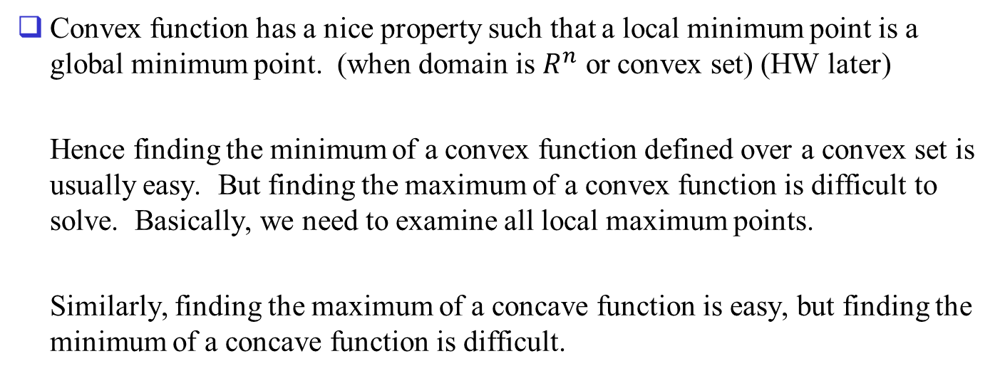 ❑ Convex function has a nice property such that a local minimum point is a
global minimum point. (when domain is Rⁿ or convex set) (HW later)
Hence finding the minimum of a convex function defined over a convex set is
usually easy. But finding the maximum of a convex function is difficult to
solve. Basically, we need to examine all local maximum points.
Similarly, finding the maximum of a concave function is easy, but finding the
minimum of a concave function is difficult.